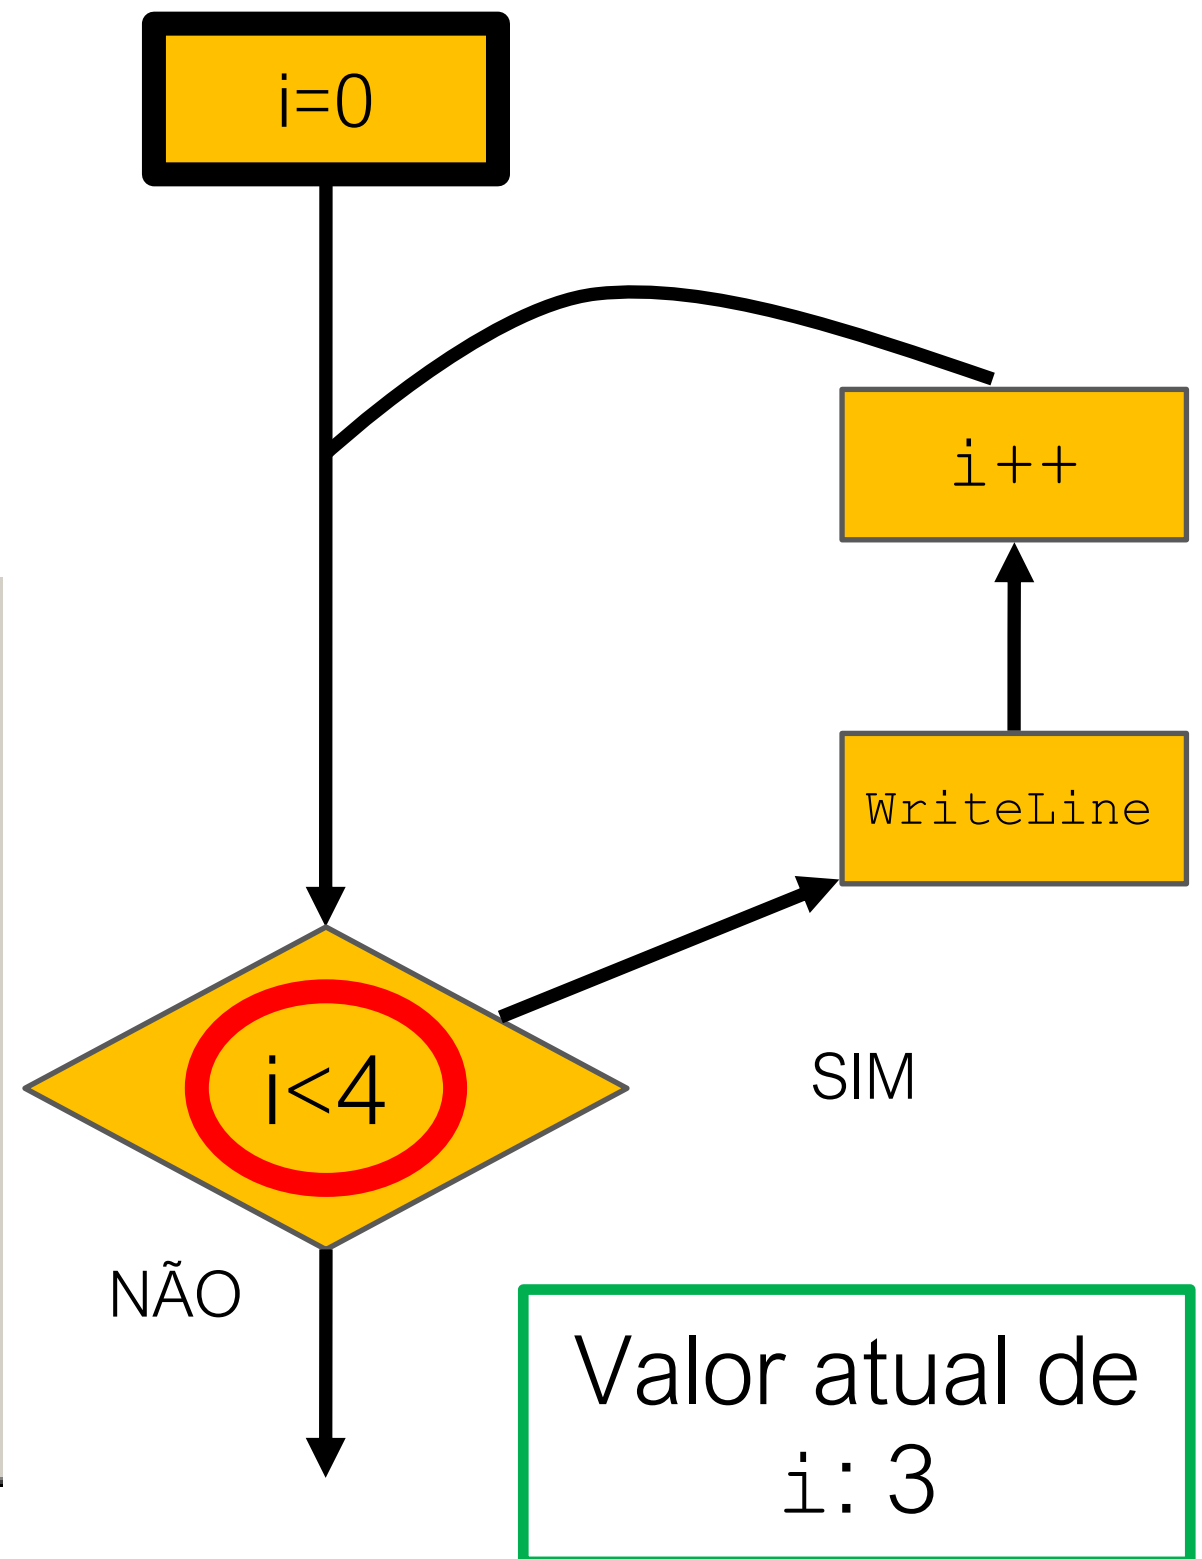 i=0
i++
WriteLine
i<4
SIM
NÃO
Valor atual de
i: 3